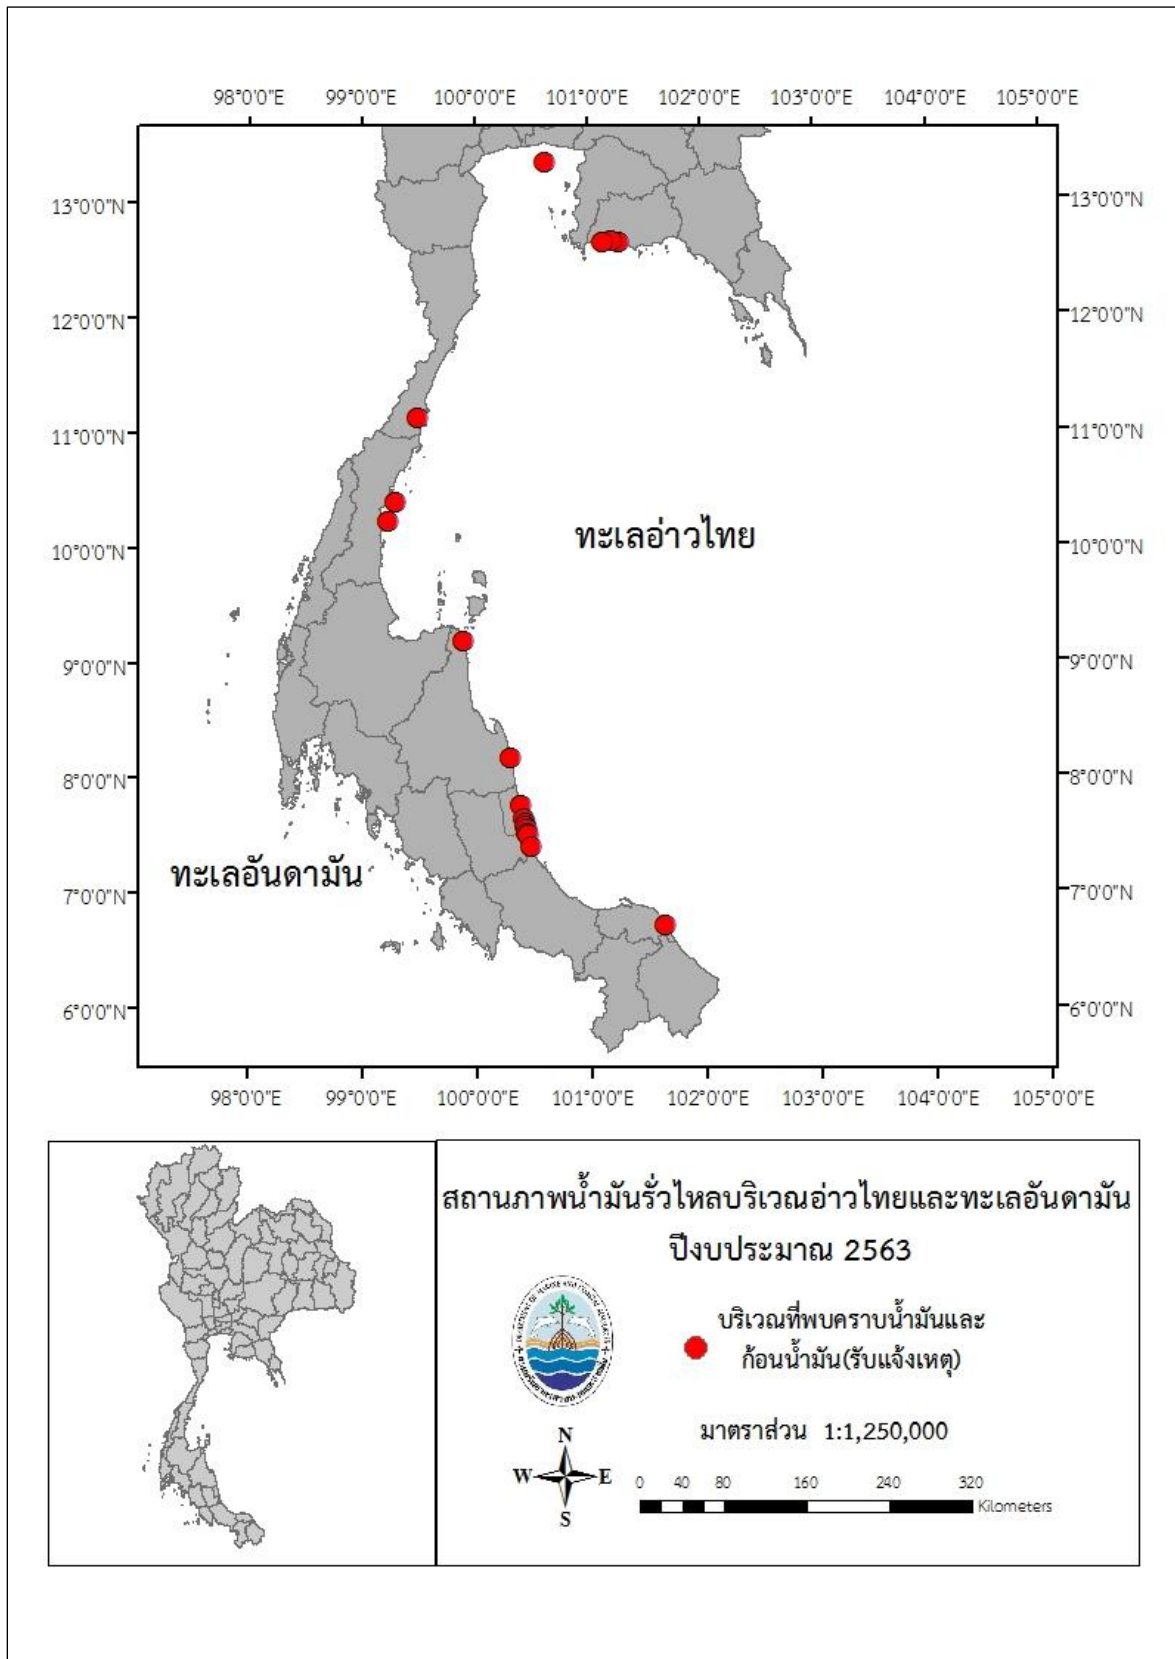 98°0'0"E 99°0'0"E 100°0'0"E 101°0'0"E 102°0'0"E 103°0'0"E 104°0'0"E 105°0'0"E
13°0'0"N 13°0'0"N
12°0'0"N 12°0'0"N
11°0'0"N 11°0'0"N
ทะเลอ่าวไทย
10°0'0"N 10°0'0"N
9°0'0"N 9°0'0"N
8°0'0"N 8°0'0"N
ทะเลอันดามัน
7°0'0"N 7°0'0"N
6°0'0"N 6°0'0"N
98°0'0"E 99°0'0"E 100°0'0"E 101°0'0"E 102°0'0"E 103°0'0"E 104°0'0"E 105°0'0"E
สถานภาพน้ำมันรั่วไหลบริเวณอ่าวไทยและทะเลอันดามัน
ปีงบประมาณ 2563
บริเวณที่พบคราบน้ำมันและ
ก้อนน้ำมัน(รับแจ้งเหตุ)
มาตราส่วน 1:1,250,000
N
W E
S
0 40 80 160 240 320
Kilometers